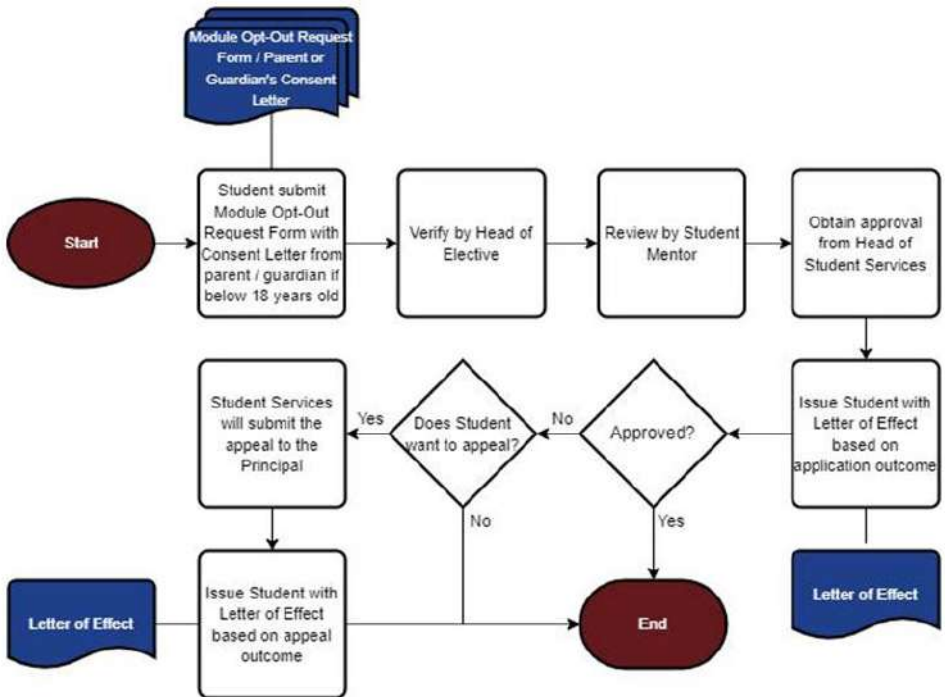 Module Opt-Out Request
Form / Parent or
Guardian's Consent
Letter
Start
Student submit
Module Opt-Out
Request Form with
Consent Letter from
parent / guardian if
below 18 years old
Verify by Head of
Elective
Review by Student
Mentor
Obtain approval
from Head of
Student Services
Issue Student with
Letter of Effect
based on
application outcome
Letter of Effect
Approved?
Yes
No
Does Student
want to appeal?
No
Yes
Student Services
will submit the
appeal to the
Principal
Issue Student with
Letter of Effect
based on appeal
outcome
Letter of Effect
End